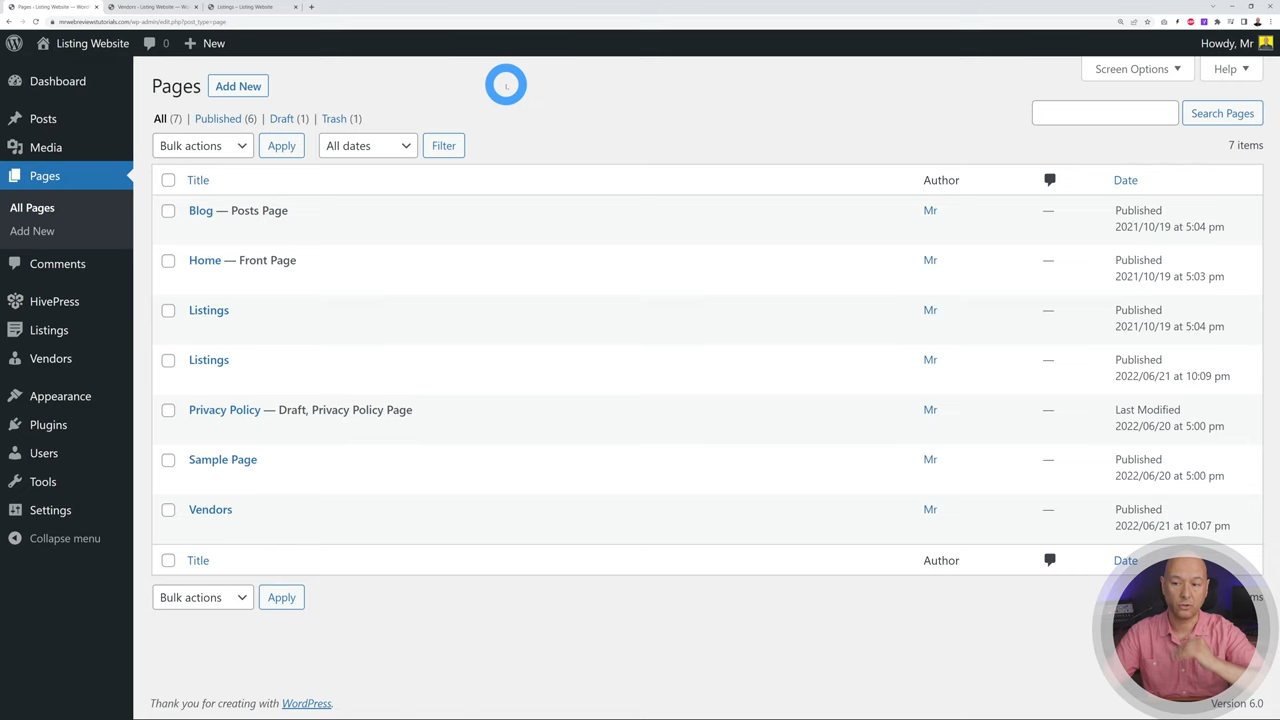 Pages - Listing Website — Word
Vendors - Listing Website — W
Listings – Listing Website
mrwebreviewstutorials.com/wp-admin/edit.php?post_type=page
Listing Website
0
New
Howdy, Mr
Dashboard
Posts
Media
Pages
All Pages
Add New
Comments
HivePress
Listings
Vendors
Appearance
Plugins
Users
Tools
Settings
Collapse menu
Screen Options
Help
Pages
Add New
All (7) | Published (6) | Draft (1) | Trash (1)
Search Pages
Bulk actions
Apply
All dates
Filter
7 items
Title
Author
Date
Blog — Posts Page
Mr
—
Published
2021/10/19 at 5:04 pm
Home — Front Page
Mr
—
Published
2021/10/19 at 5:03 pm
Listings
Mr
—
Published
2021/10/19 at 5:04 pm
Listings
Mr
—
Published
2022/06/21 at 10:09 pm
Privacy Policy — Draft, Privacy Policy Page
Mr
—
Last Modified
2022/06/20 at 5:00 pm
Sample Page
Mr
—
Published
2022/06/20 at 5:00 pm
Vendors
Mr
—
Published
2022/06/21 at 10:07 pm
Title
Author
Date
Bulk actions
Apply
Thank you for creating with WordPress.
Version 6.0